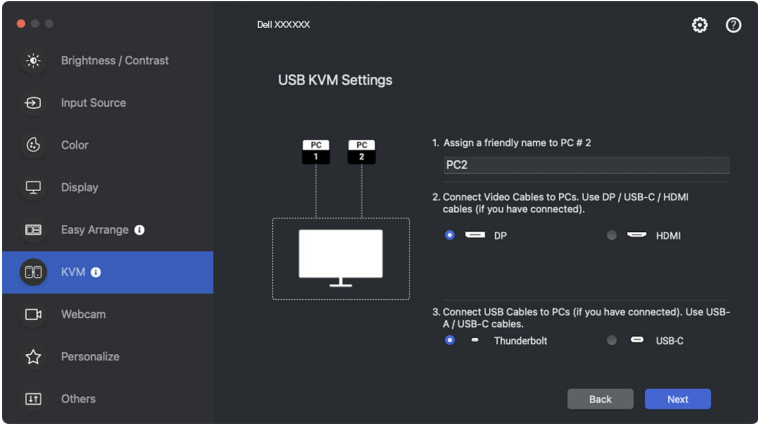 Dell XXXXXX
Brightness / Contrast
Input Source
Color
Display
Easy Arrange
KVM
Webcam
Personalize
Others
USB KVM Settings
PC
1
PC
2
1. Assign a friendly name to PC # 2
PC2
2. Connect Video Cables to PCs. Use DP / USB-C / HDMI
cables (if you have connected).
DP
HDMI
3. Connect USB Cables to PCs (if you have connected). Use USB-
A / USB-C cables.
Thunderbolt
USB-C
Back
Next